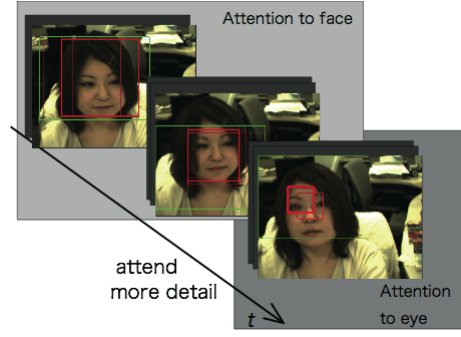 Attention to face
attend
more detail
Attention
to eye
t